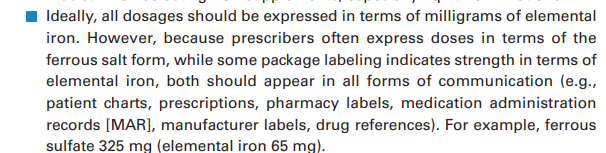 Ideally, all dosages should be expressed in terms of milligrams of elemental
iron. However, because prescribers often express doses in terms of the
ferrous salt form, while some package labeling indicates strength in terms of
elemental iron, both should appear in all forms of communication (e.g.,
patient charts, prescriptions, pharmacy labels, medication administration
records [MAR], manufacturer labels, drug references). For example, ferrous
sulfate 325 mg (elemental iron 65 mg).